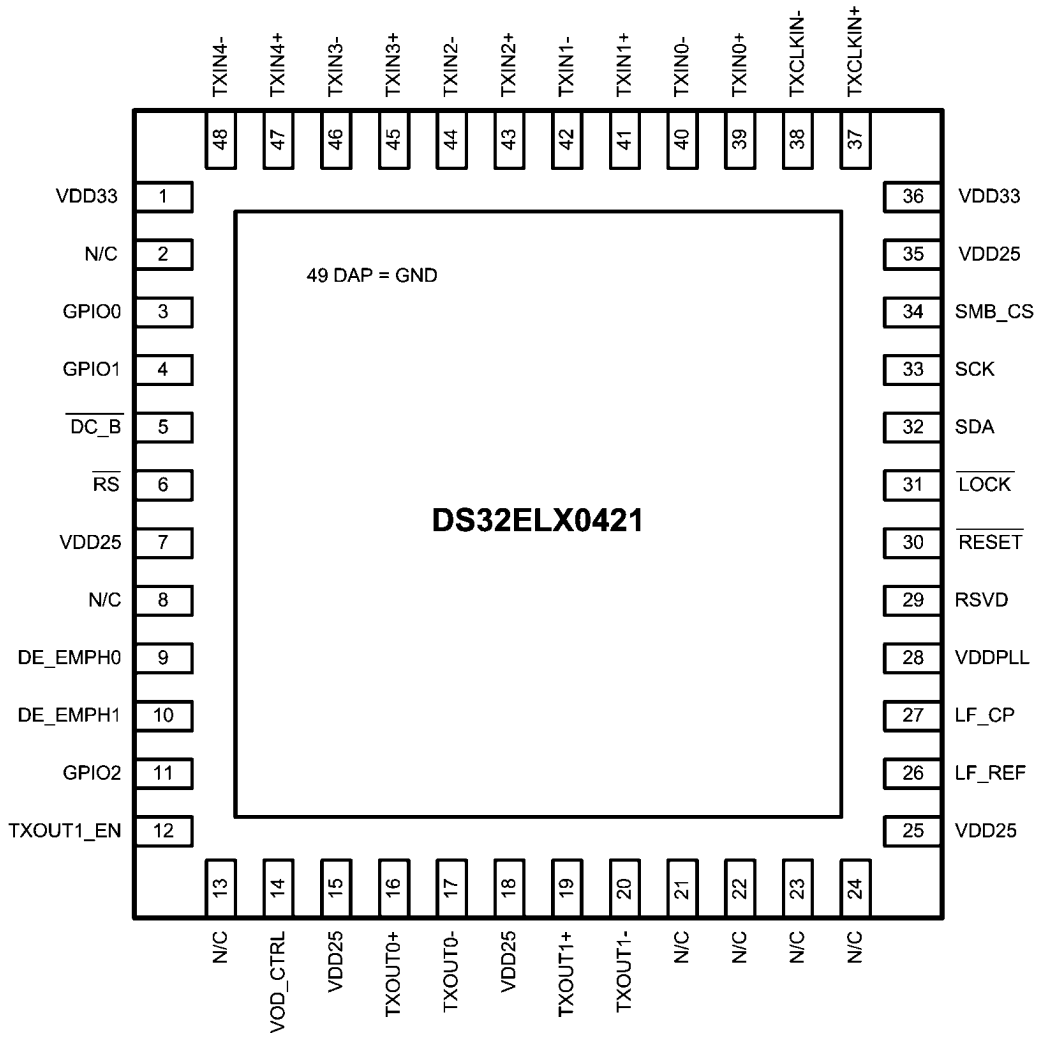 TXIN4-
TXIN4+
TXIN3-
TXIN3+
TXIN2-
TXIN2+
TXIN1-
TXIN1+
TXIN0-
TXIN0+
TXCLKIN-
TXCLKIN+
48 47 46 45 44 43 42 41 40 39 38 37
VDD33 1 36 VDD33
N/C 2 35 VDD25
49 DAP = GND
GPIO0 3 34 SMB_CS
GPIO1 4 33 SCK
DC_B 5 32 SDA
RS 6 31 LOCK
DS32ELX0421
VDD25 7 30 RESET
N/C 8 29 RSVD
DE_EMPH0 9 28 VDDPLL
DE_EMPH1 10 27 LF_CP
GPIO2 11 26 LF_REF
TXOUT1_EN 12 25 VDD25
13 14 15 16 17 18 19 20 21 22 23 24
N/C
VOD_CTRL
VDD25
TXOUT0+
TXOUT0-
VDD25
TXOUT1+
TXOUT1-
N/C
N/C
N/C
N/C